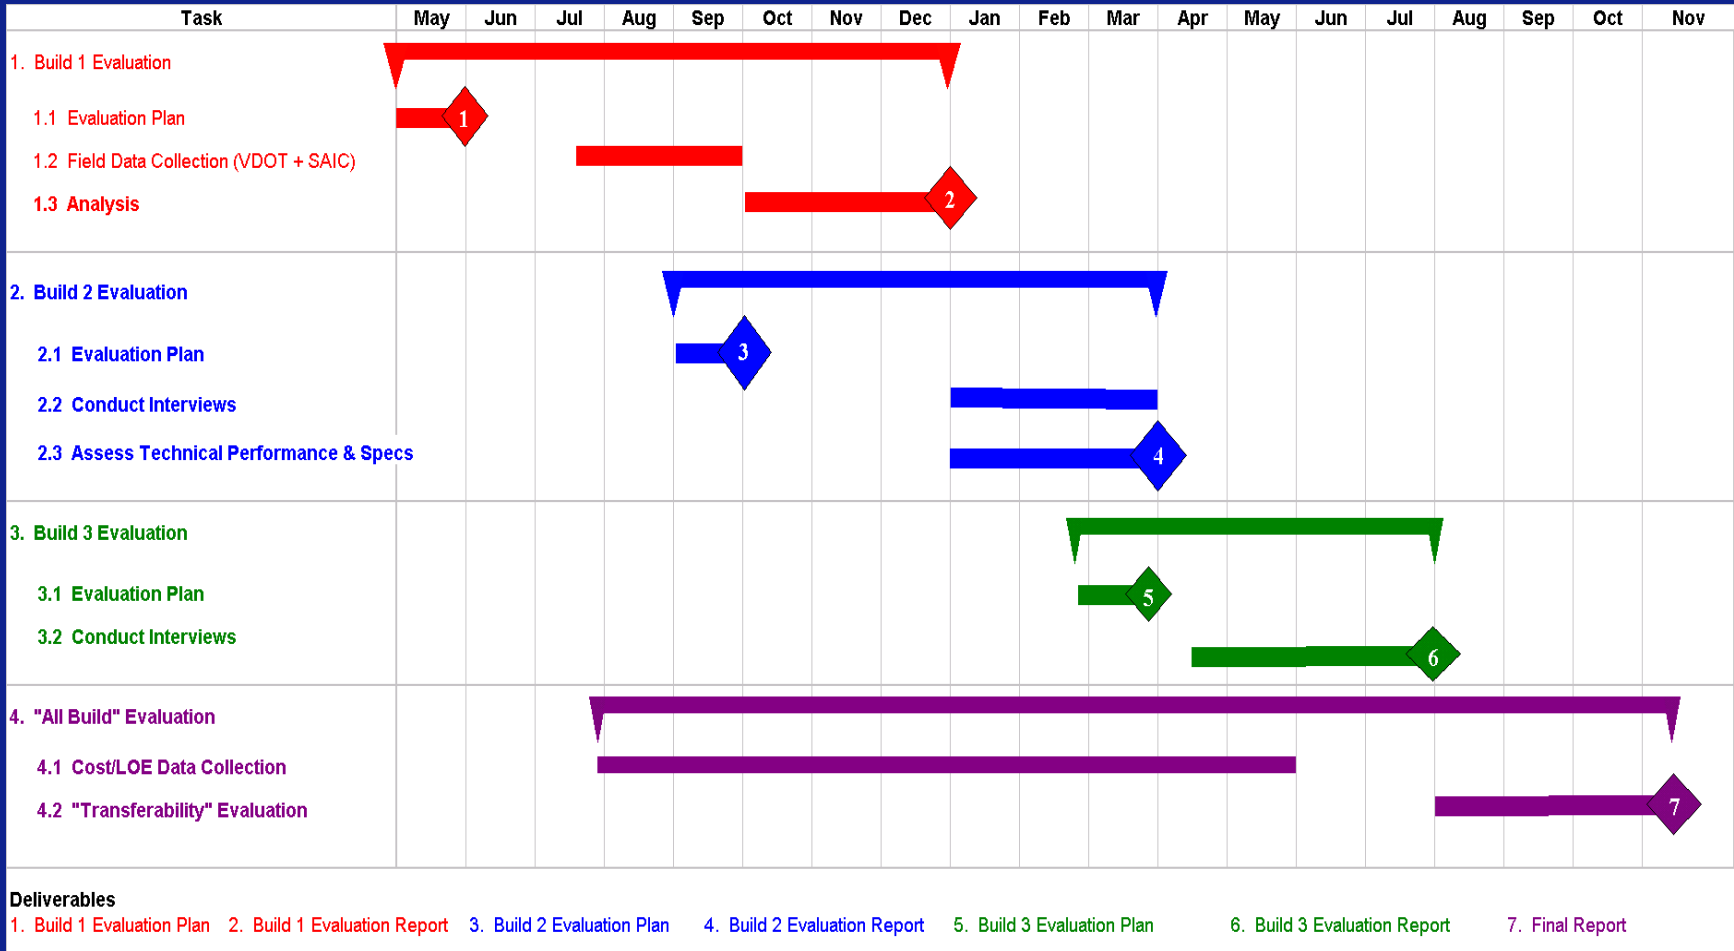 Task May Jun Jul Aug Sep Oct Nov Dec Jan Feb Mar Apr May Jun Jul Aug Sep Oct Nov
1. Build 1 Evaluation
1.1 Evaluation Plan 1
1.2 Field Data Collection (VDOT + SAIC)
1.3 Analysis 2
2. Build 2 Evaluation
2.1 Evaluation Plan 3
2.2 Conduct Interviews
2.3 Assess Technical Performance & Specs 4
3. Build 3 Evaluation
3.1 Evaluation Plan 5
3.2 Conduct Interviews 6
4. "All Build" Evaluation
4.1 Cost/LOE Data Collection
4.2 "Transferability" Evaluation 7
Deliverables
1. Build 1 Evaluation Plan 2. Build 1 Evaluation Report 3. Build 2 Evaluation Plan 4. Build 2 Evaluation Report 5. Build 3 Evaluation Plan 6. Build 3 Evaluation Report 7. Final Report